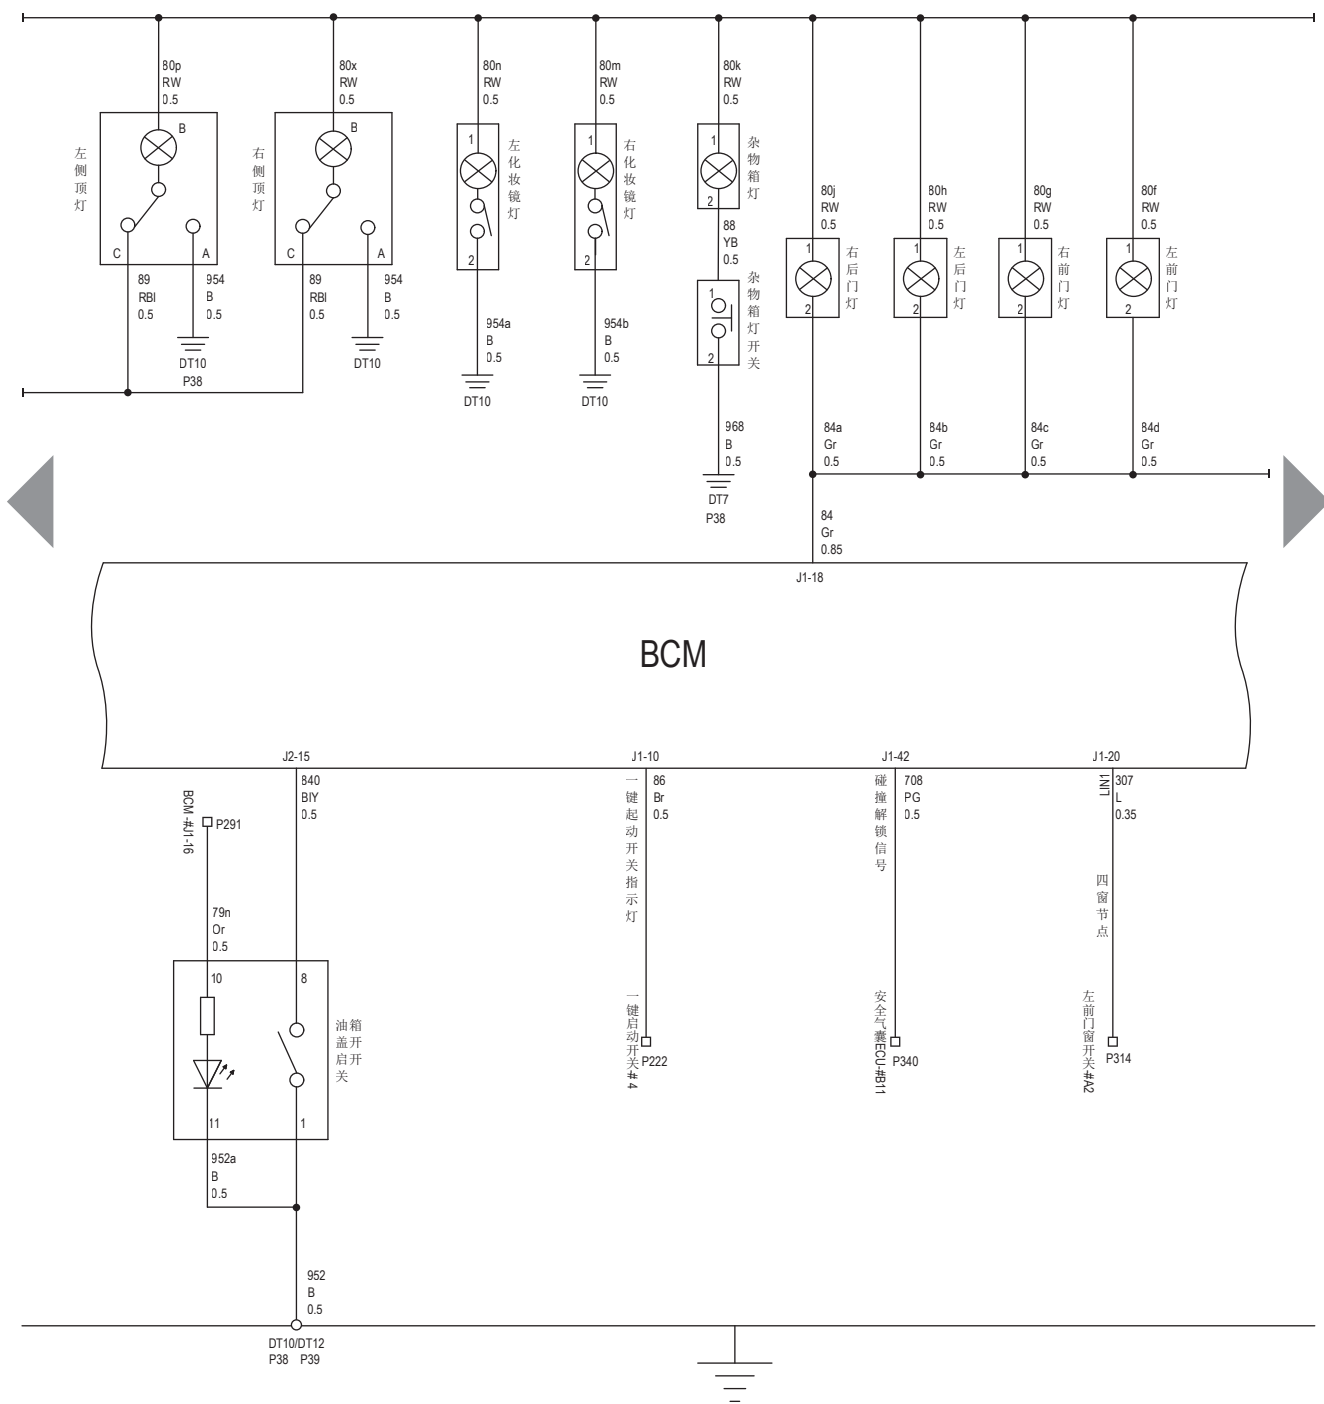 80p
RW
0.5
80x
RW
0.5
80n
RW
0.5
80m
RW
0.5
80k
RW
0.5
左侧顶灯
B
C
A
右侧顶灯
B
C
A
1
2
左化妆镜灯
1
2
右化妆镜灯
1
2
杂物箱灯
80j
RW
0.5
80h
RW
0.5
80g
RW
0.5
80f
RW
0.5
88
YB
0.5
1
2
右后门灯
1
2
左后门灯
1
2
右前门灯
1
2
左前门灯
89
RBl
0.5
954
B
0.5
89
RBl
0.5
954
B
0.5
1
2
杂物箱灯开关
DT10
P38
DT10
954a
B
0.5
DT10
954b
B
0.5
DT10
968
B
0.5
DT7
P38
84a
Gr
0.5
84b
Gr
0.5
84c
Gr
0.5
84d
Gr
0.5
84
Gr
0.85
J1-18
BCM
J2-15
J1-10
J1-42
J1-20
BCM-#J1-16
P291
840
BlY
0.5
一键起动开关指示灯
86
Br
0.5
碰撞解锁信号
708
PG
0.5
LIN1
307
L
0.35
四窗节点
79n
Or
0.5
10
8
11
1
油箱
盖开
启开
关
一键启动开关#4
P222
安全气囊ECU-#B11
P340
左前门窗开关#A2
P314
952a
B
0.5
952
B
0.5
DT10/DT12
P38 P39